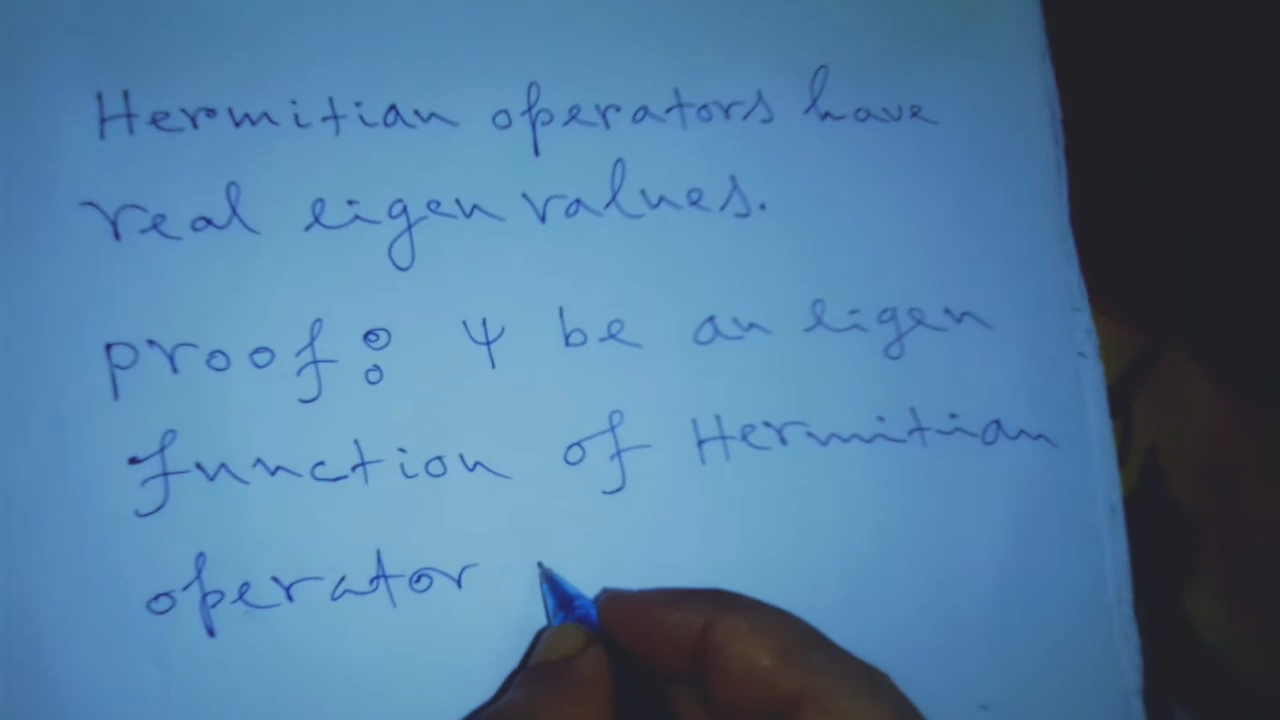 Hermitian operators have
real eigen values.
proof: ψ be an eigen
function of Hermitian
operator